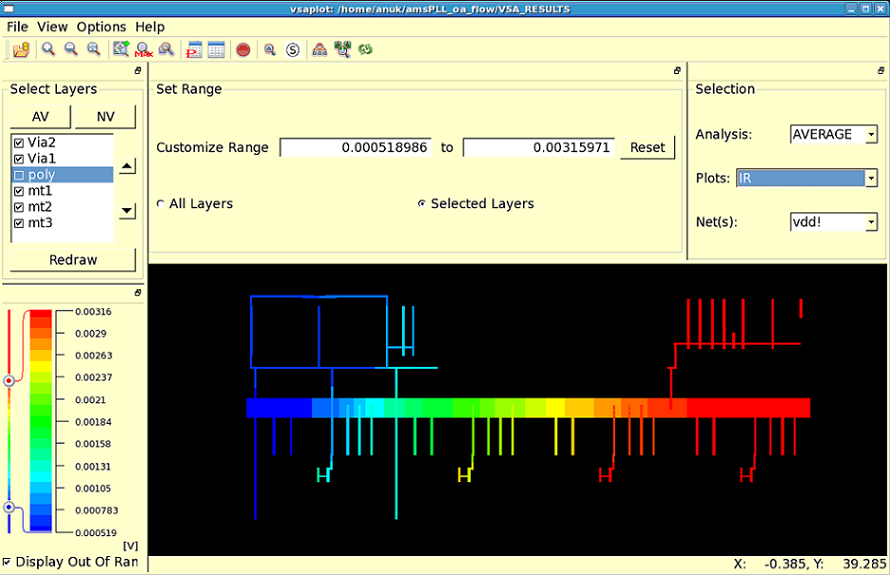 vsaplot: /home/anuk/amsPLL_oa_flow/VSA_RESULTS
File View Options Help
Select Layers
AV NV
Via2
Via1
poly
mt1
mt2
mt3
Redraw
Set Range
Customize Range 0.000518986 to 0.00315971 Reset
All Layers Selected Layers
Selection
Analysis: AVERAGE
Plots: IR
Net(s): vdd!
0.00316
0.0029
0.00263
0.00237
0.0021
0.00184
0.00158
0.00131
0.00105
0.000783
0.000519
[V]
Display Out Of Ran
X: -0.385, Y: 39.285